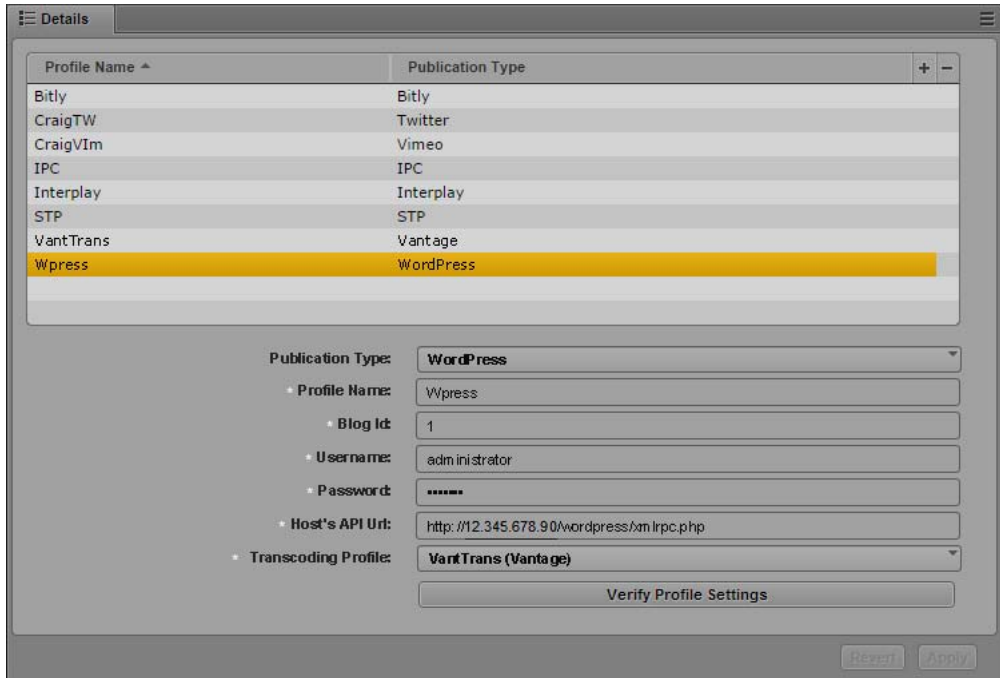 Details
Profile Name Publication Type + -
Bitly Bitly
CraigTW Twitter
CraigVIm Vimeo
IPC IPC
Interplay Interplay
STP STP
VantTrans Vantage
Wpress WordPress
Publication Type: WordPress
* Profile Name: Wpress
* Blog Id: 1
* Username: administrator
* Password: •••••••
* Host's API Url: http://12.345.678.90/wordpress/xmlrpc.php
* Transcoding Profile: VantTrans (Vantage)
Verify Profile Settings
Revert Apply